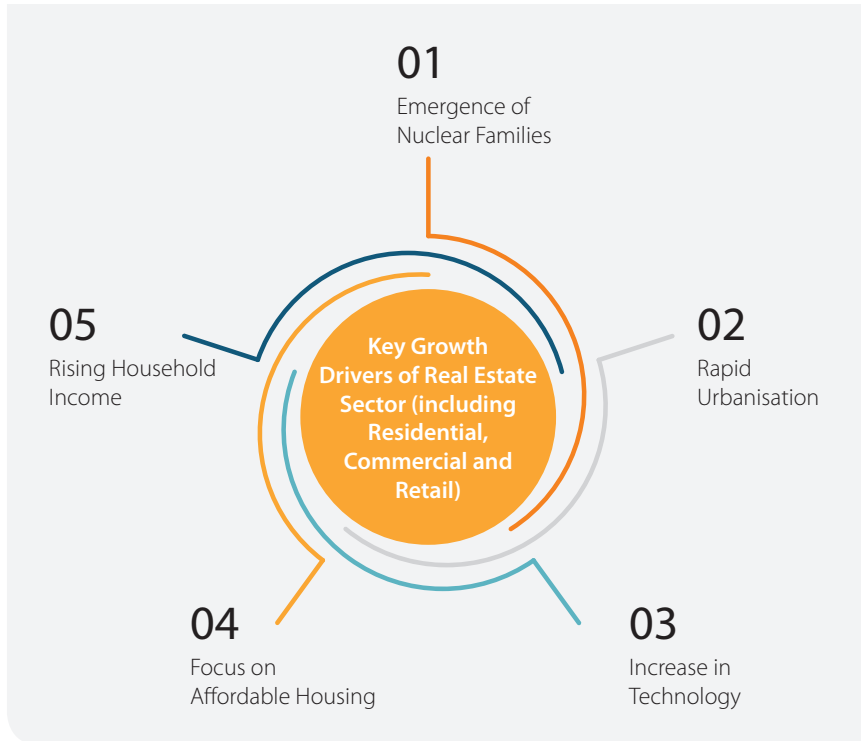 01
Emergence of
Nuclear Families
02
Rapid
Urbanisation
03
Increase in
Technology
04
Focus on
Affordable Housing
05
Rising Household
Income
Key Growth
Drivers of Real Estate
Sector (including
Residential,
Commercial and
Retail)